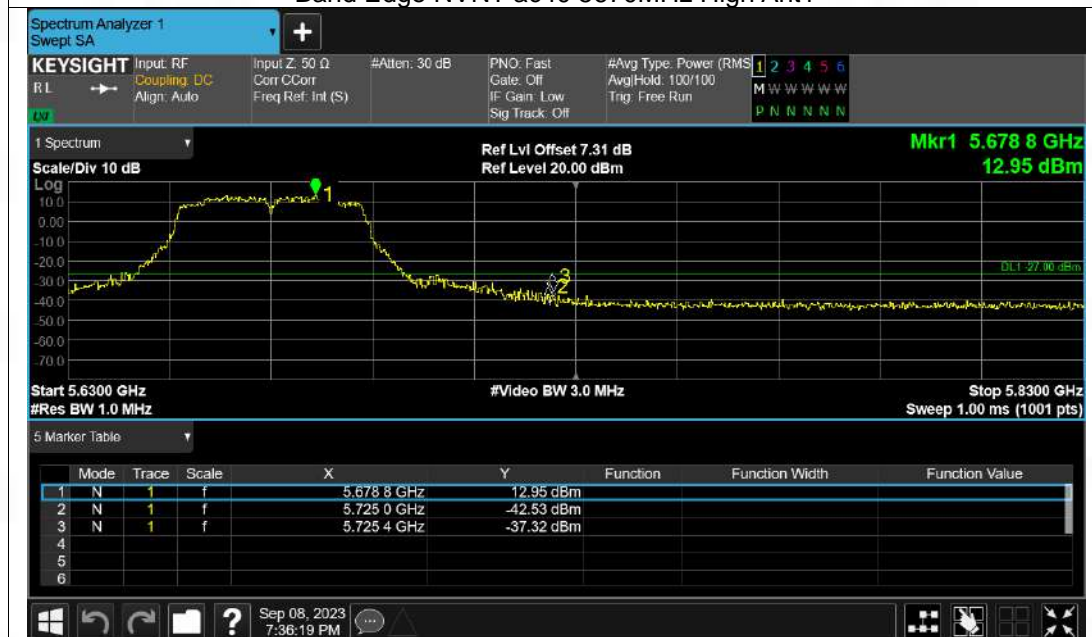 Spectrum Analyzer 1
Swept SA
KEYSIGHT Input: RF Input Z: 50 Ω #Atten: 30 dB PNO: Fast #Avg Type: Power (RMS 1 2 3 4 5 6
RL Coupling: DC Corr CCorr Gate: Off Avg|Hold: 100/100 M W W W W W
Align: Auto Freq Ref: Int (S) IF Gain: Low Trig: Free Run
LXI Sig Track: Off P N N N N N
1 Spectrum Ref Lvl Offset 7.31 dB Mkr1 5.678 8 GHz
Scale/Div 10 dB Ref Level 20.00 dBm 12.95 dBm
Log
1
10.0
0.00
-10.0
-20.0
DL1 -27.00 dBm
3
-30.0
2
-40.0
-50.0
-60.0
-70.0
Start 5.6300 GHz #Video BW 3.0 MHz Stop 5.8300 GHz
#Res BW 1.0 MHz Sweep 1.00 ms (1001 pts)
5 Marker Table
Mode Trace Scale X Y Function Function Width Function Value
1 N 1 f 5.678 8 GHz 12.95 dBm
2 N 1 f 5.725 0 GHz -42.53 dBm
3 N 1 f 5.725 4 GHz -37.32 dBm
4
5
6
? Sep 08, 2023
7:36:19 PM